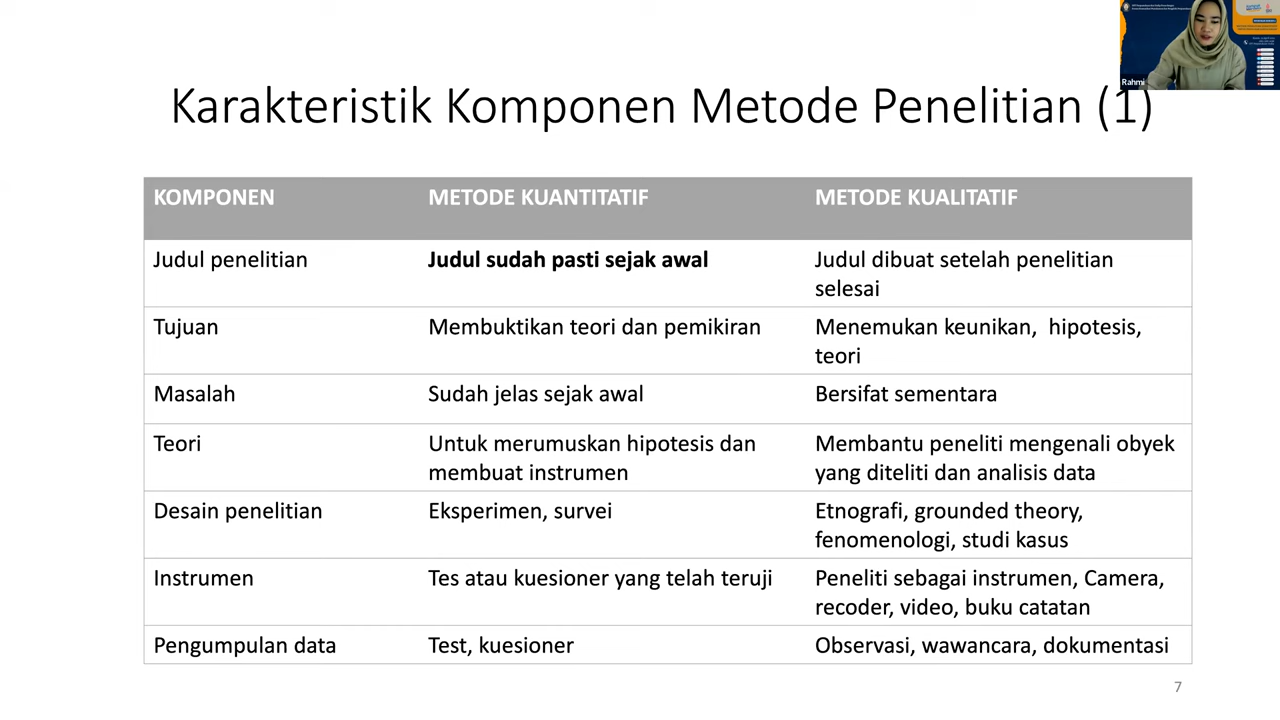 Rahmi
Karakteristik Komponen Metode Penelitian (1)
KOMPONEN METODE KUANTITATIF METODE KUALITATIF
Judul penelitian Judul sudah pasti sejak awal Judul dibuat setelah penelitian
selesai
Tujuan Membuktikan teori dan pemikiran Menemukan keunikan, hipotesis,
teori
Masalah Sudah jelas sejak awal Bersifat sementara
Teori Untuk merumuskan hipotesis dan Membantu peneliti mengenali obyek
membuat instrumen yang diteliti dan analisis data
Desain penelitian Eksperimen, survei Etnografi, grounded theory,
fenomenologi, studi kasus
Instrumen Tes atau kuesioner yang telah teruji Peneliti sebagai instrumen, Camera,
recoder, video, buku catatan
Pengumpulan data Test, kuesioner Observasi, wawancara, dokumentasi
7